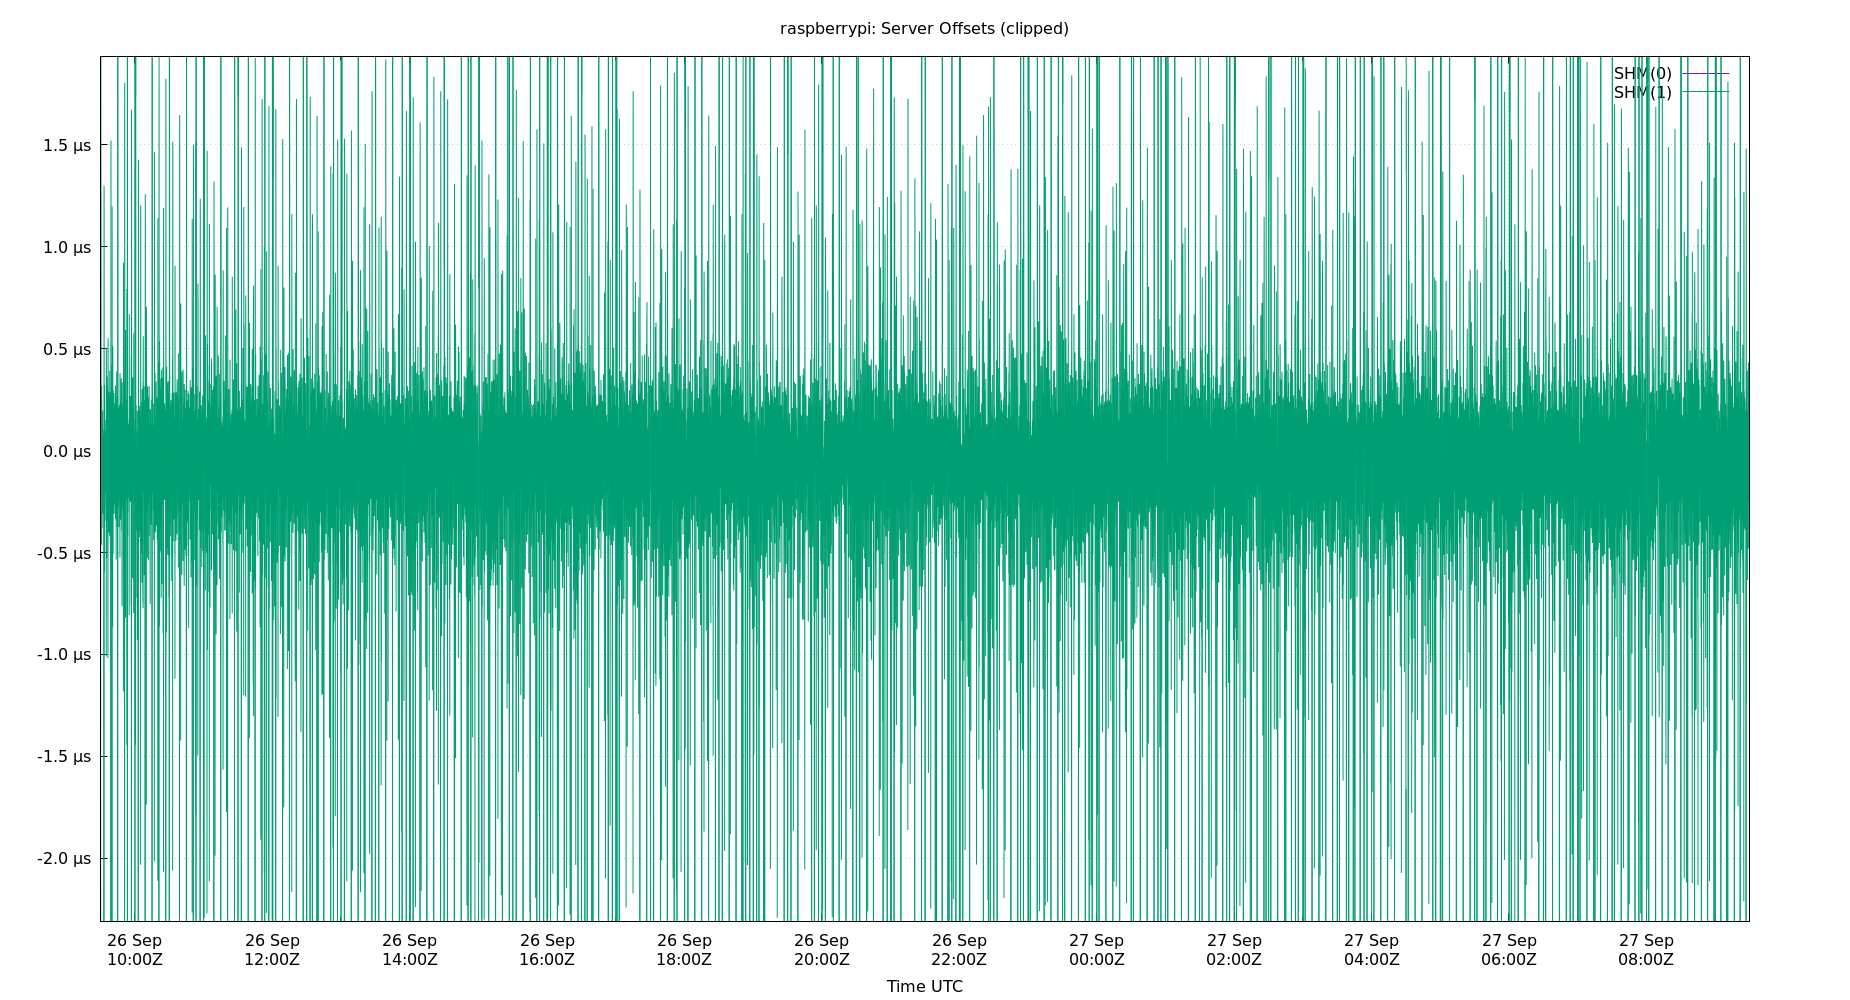 raspberrypi: Server Offsets (clipped)
SHM(0)
SHM(1)
1.5 µs
1.0 µs
0.5 µs
0.0 µs
-0.5 µs
-1.0 µs
-1.5 µs
-2.0 µs
26 Sep 26 Sep 26 Sep 26 Sep 26 Sep 26 Sep 26 Sep 27 Sep 27 Sep 27 Sep 27 Sep 27 Sep
10:00Z 12:00Z 14:00Z 16:00Z 18:00Z 20:00Z 22:00Z 00:00Z 02:00Z 04:00Z 06:00Z 08:00Z
Time UTC